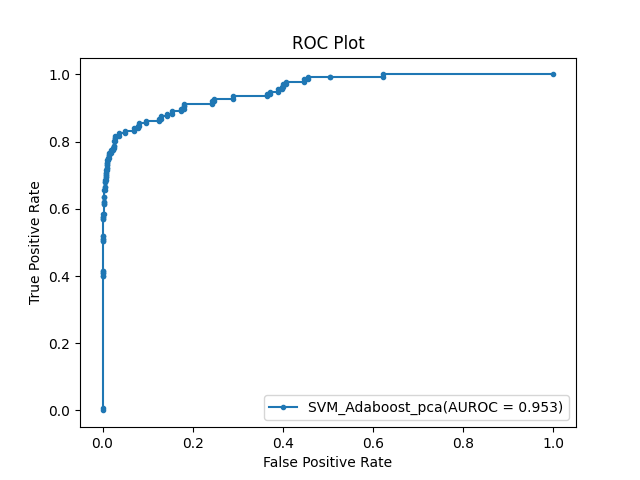 ROC Plot
True Positive Rate
1.0
0.8
0.6
0.4
0.2
0.0
SVM_Adaboost_pca(AUROC = 0.953)
0.0 0.2 0.4 0.6 0.8 1.0
False Positive Rate